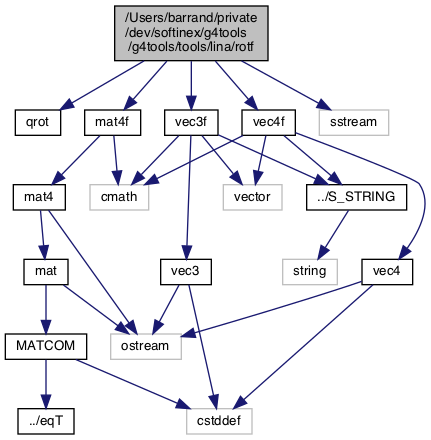 /Users/barrand/private
/dev/softinex/g4tools
/g4tools/tools/lina/rotf
qrot
mat4f
vec3f
vec4f
sstream
mat4
cmath
vector
../S_STRING
mat
vec3
string
vec4
MATCOM
ostream
../eqT
cstddef